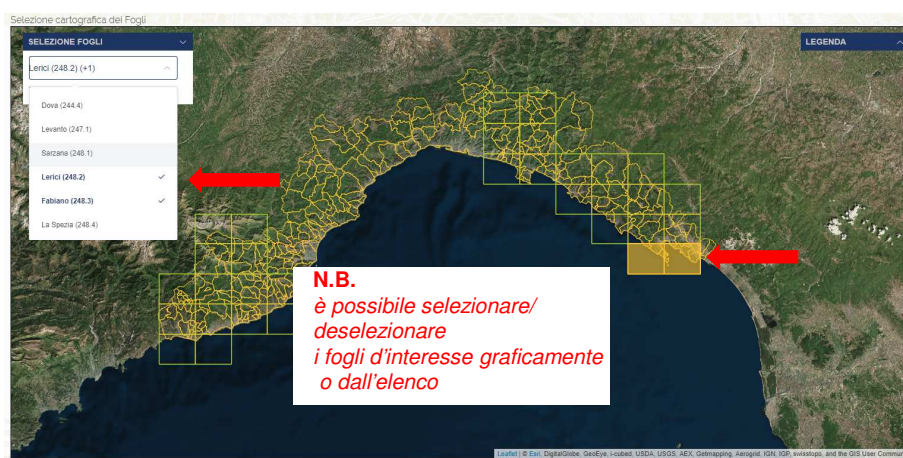 Selezione cartografica dei Fogli
SELEZIONE FOGLI
LEGENDA
Lerici (248.2) (+1)
Dova (244.4)
Levanto (247.1)
Sarzana (248.1)
Lerici (248.2)
Fabiano (248.3)
La Spezia (248.4)
N.B.
è possibile selezionare/
deselezionare
i fogli d'interesse graficamente
o dall'elenco
Leaflet | © Esri, DigitalGlobe, GeoEye, i-cubed, USDA, USGS, AEX, Getmapping, Aerogrid, IGN, IGP, swisstopo, and the GIS User Commun